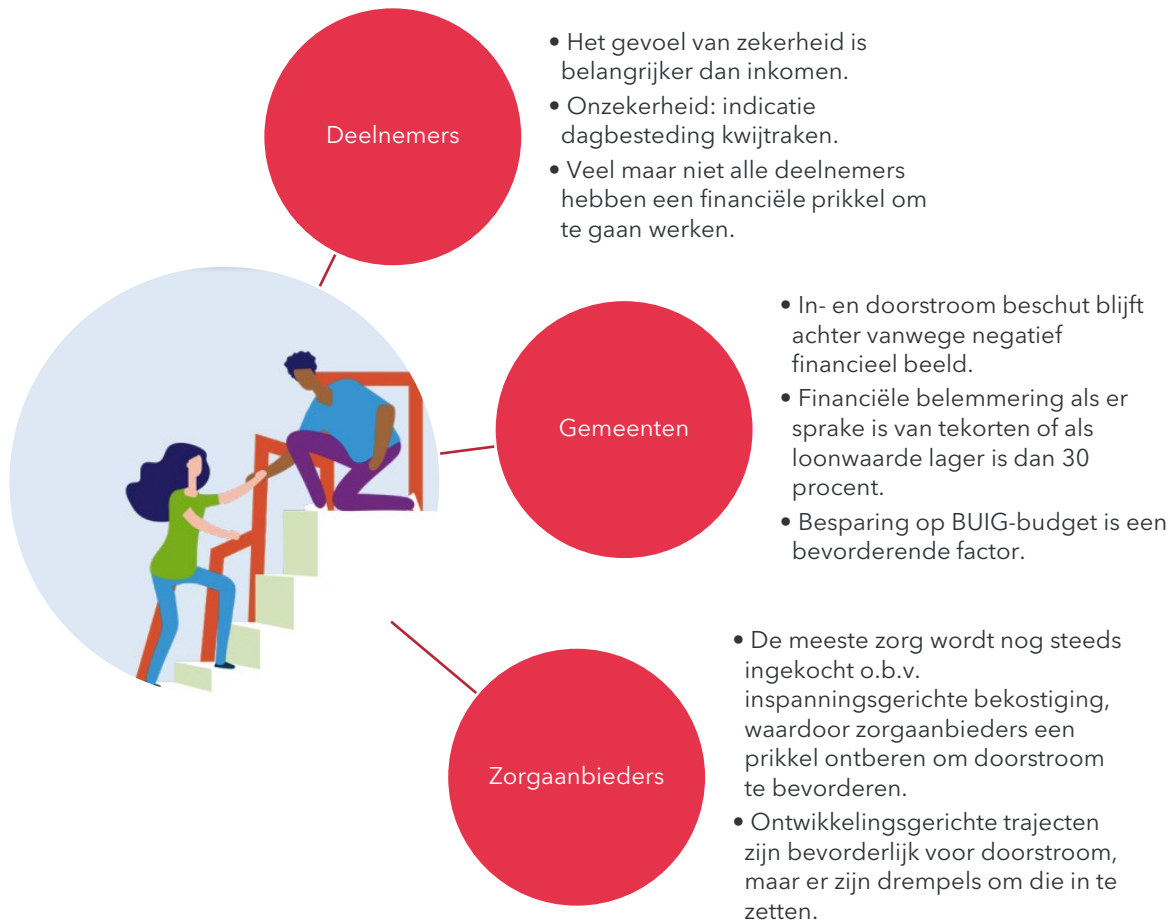 Deelnemers
• Het gevoel van zekerheid is
belangrijker dan inkomen.
• Onzekerheid: indicatie
dagbesteding kwijtraken.
• Veel maar niet alle deelnemers
hebben een financiële prikkel om
te gaan werken.
Gemeenten
• In- en doorstroom beschut blijft
achter vanwege negatief
financieel beeld.
• Financiële belemmering als er
sprake is van tekorten of als
loonwaarde lager is dan 30
procent.
• Besparing op BUIG-budget is een
bevorderende factor.
Zorgaanbieders
• De meeste zorg wordt nog steeds
ingekocht o.b.v.
inspanningsgerichte bekostiging,
waardoor zorgaanbieders een
prikkel ontberen om doorstroom
te bevorderen.
• Ontwikkelingsgerichte trajecten
zijn bevorderlijk voor doorstroom,
maar er zijn drempels om die in te
zetten.